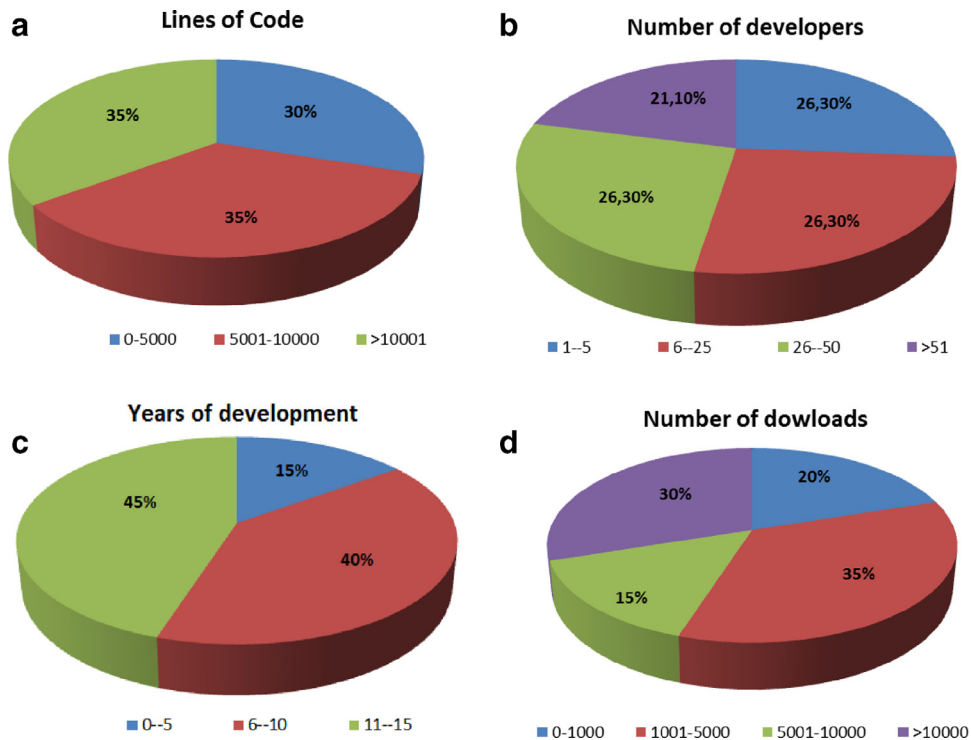 a
Lines of Code
35%
30%
35%
0-5000 5001-10000 >10001
b
Number of developers
21,10%
26,30%
26,30%
26,30%
1--5 6--25 26--50 >51
c
Years of development
15%
45%
40%
0--5 6--10 11--15
d
Number of dowloads
20%
30%
35%
15%
0-1000 1001-5000 5001-10000 >10000